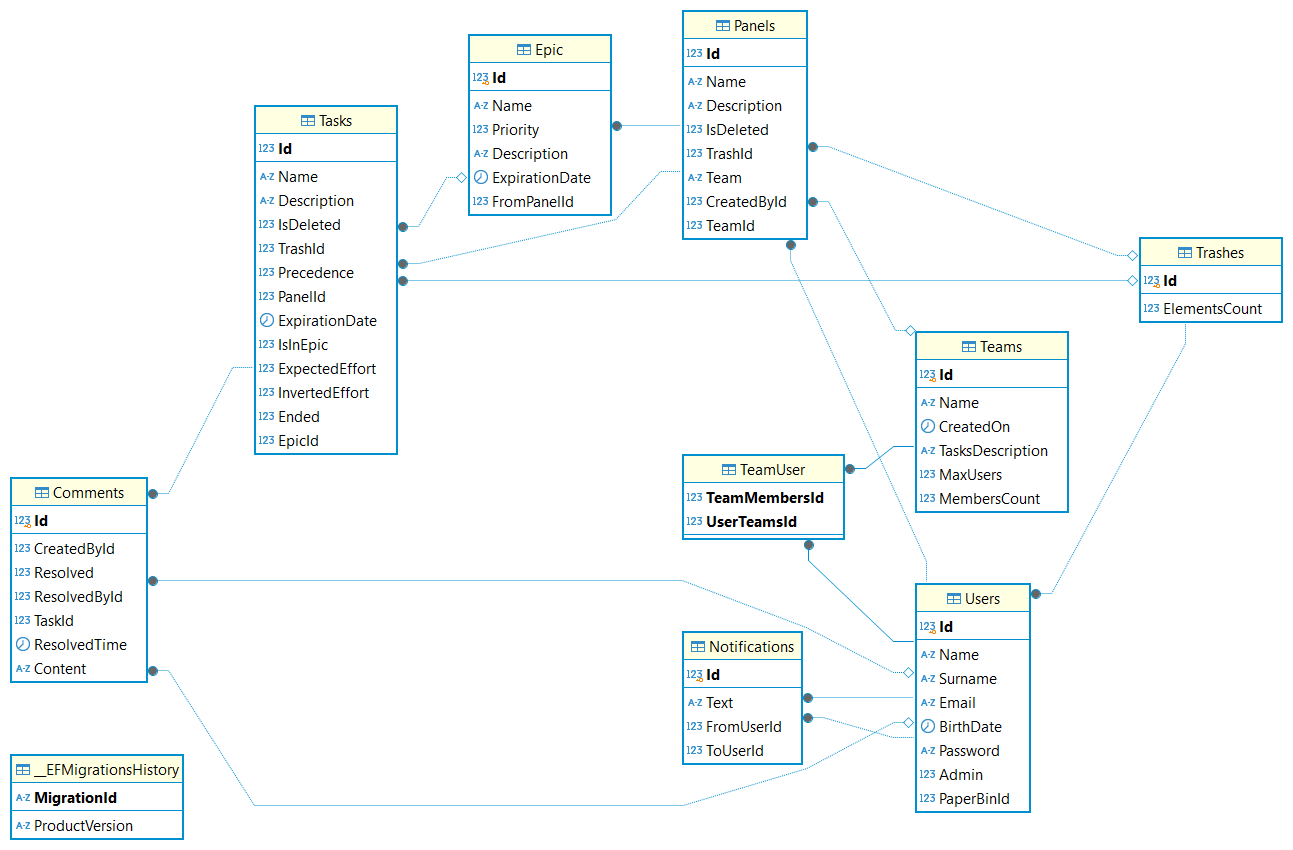 Panels
123 Id
A-Z Name
A-Z Description
123 IsDeleted
123 TrashId
A-Z Team
123 CreatedById
123 TeamId
Epic
123 Id
A-Z Name
123 Priority
A-Z Description
ExpirationDate
123 FromPanelId
Tasks
123 Id
A-Z Name
A-Z Description
123 IsDeleted
123 TrashId
123 Precedence
123 PanelId
ExpirationDate
123 IsInEpic
123 ExpectedEffort
123 InvertedEffort
123 Ended
123 EpicId
Trashes
123 Id
123 ElementsCount
Teams
123 Id
A-Z Name
CreatedOn
A-Z TasksDescription
123 MaxUsers
123 MembersCount
TeamUser
123 TeamMembersId
123 UserTeamsId
Comments
123 Id
123 CreatedById
123 Resolved
123 ResolvedById
123 TaskId
ResolvedTime
A-Z Content
Users
123 Id
A-Z Name
A-Z Surname
A-Z Email
BirthDate
A-Z Password
123 Admin
123 PaperBinId
Notifications
123 Id
A-Z Text
123 FromUserId
123 ToUserId
__EFMigrationsHistory
A-Z MigrationId
A-Z ProductVersion